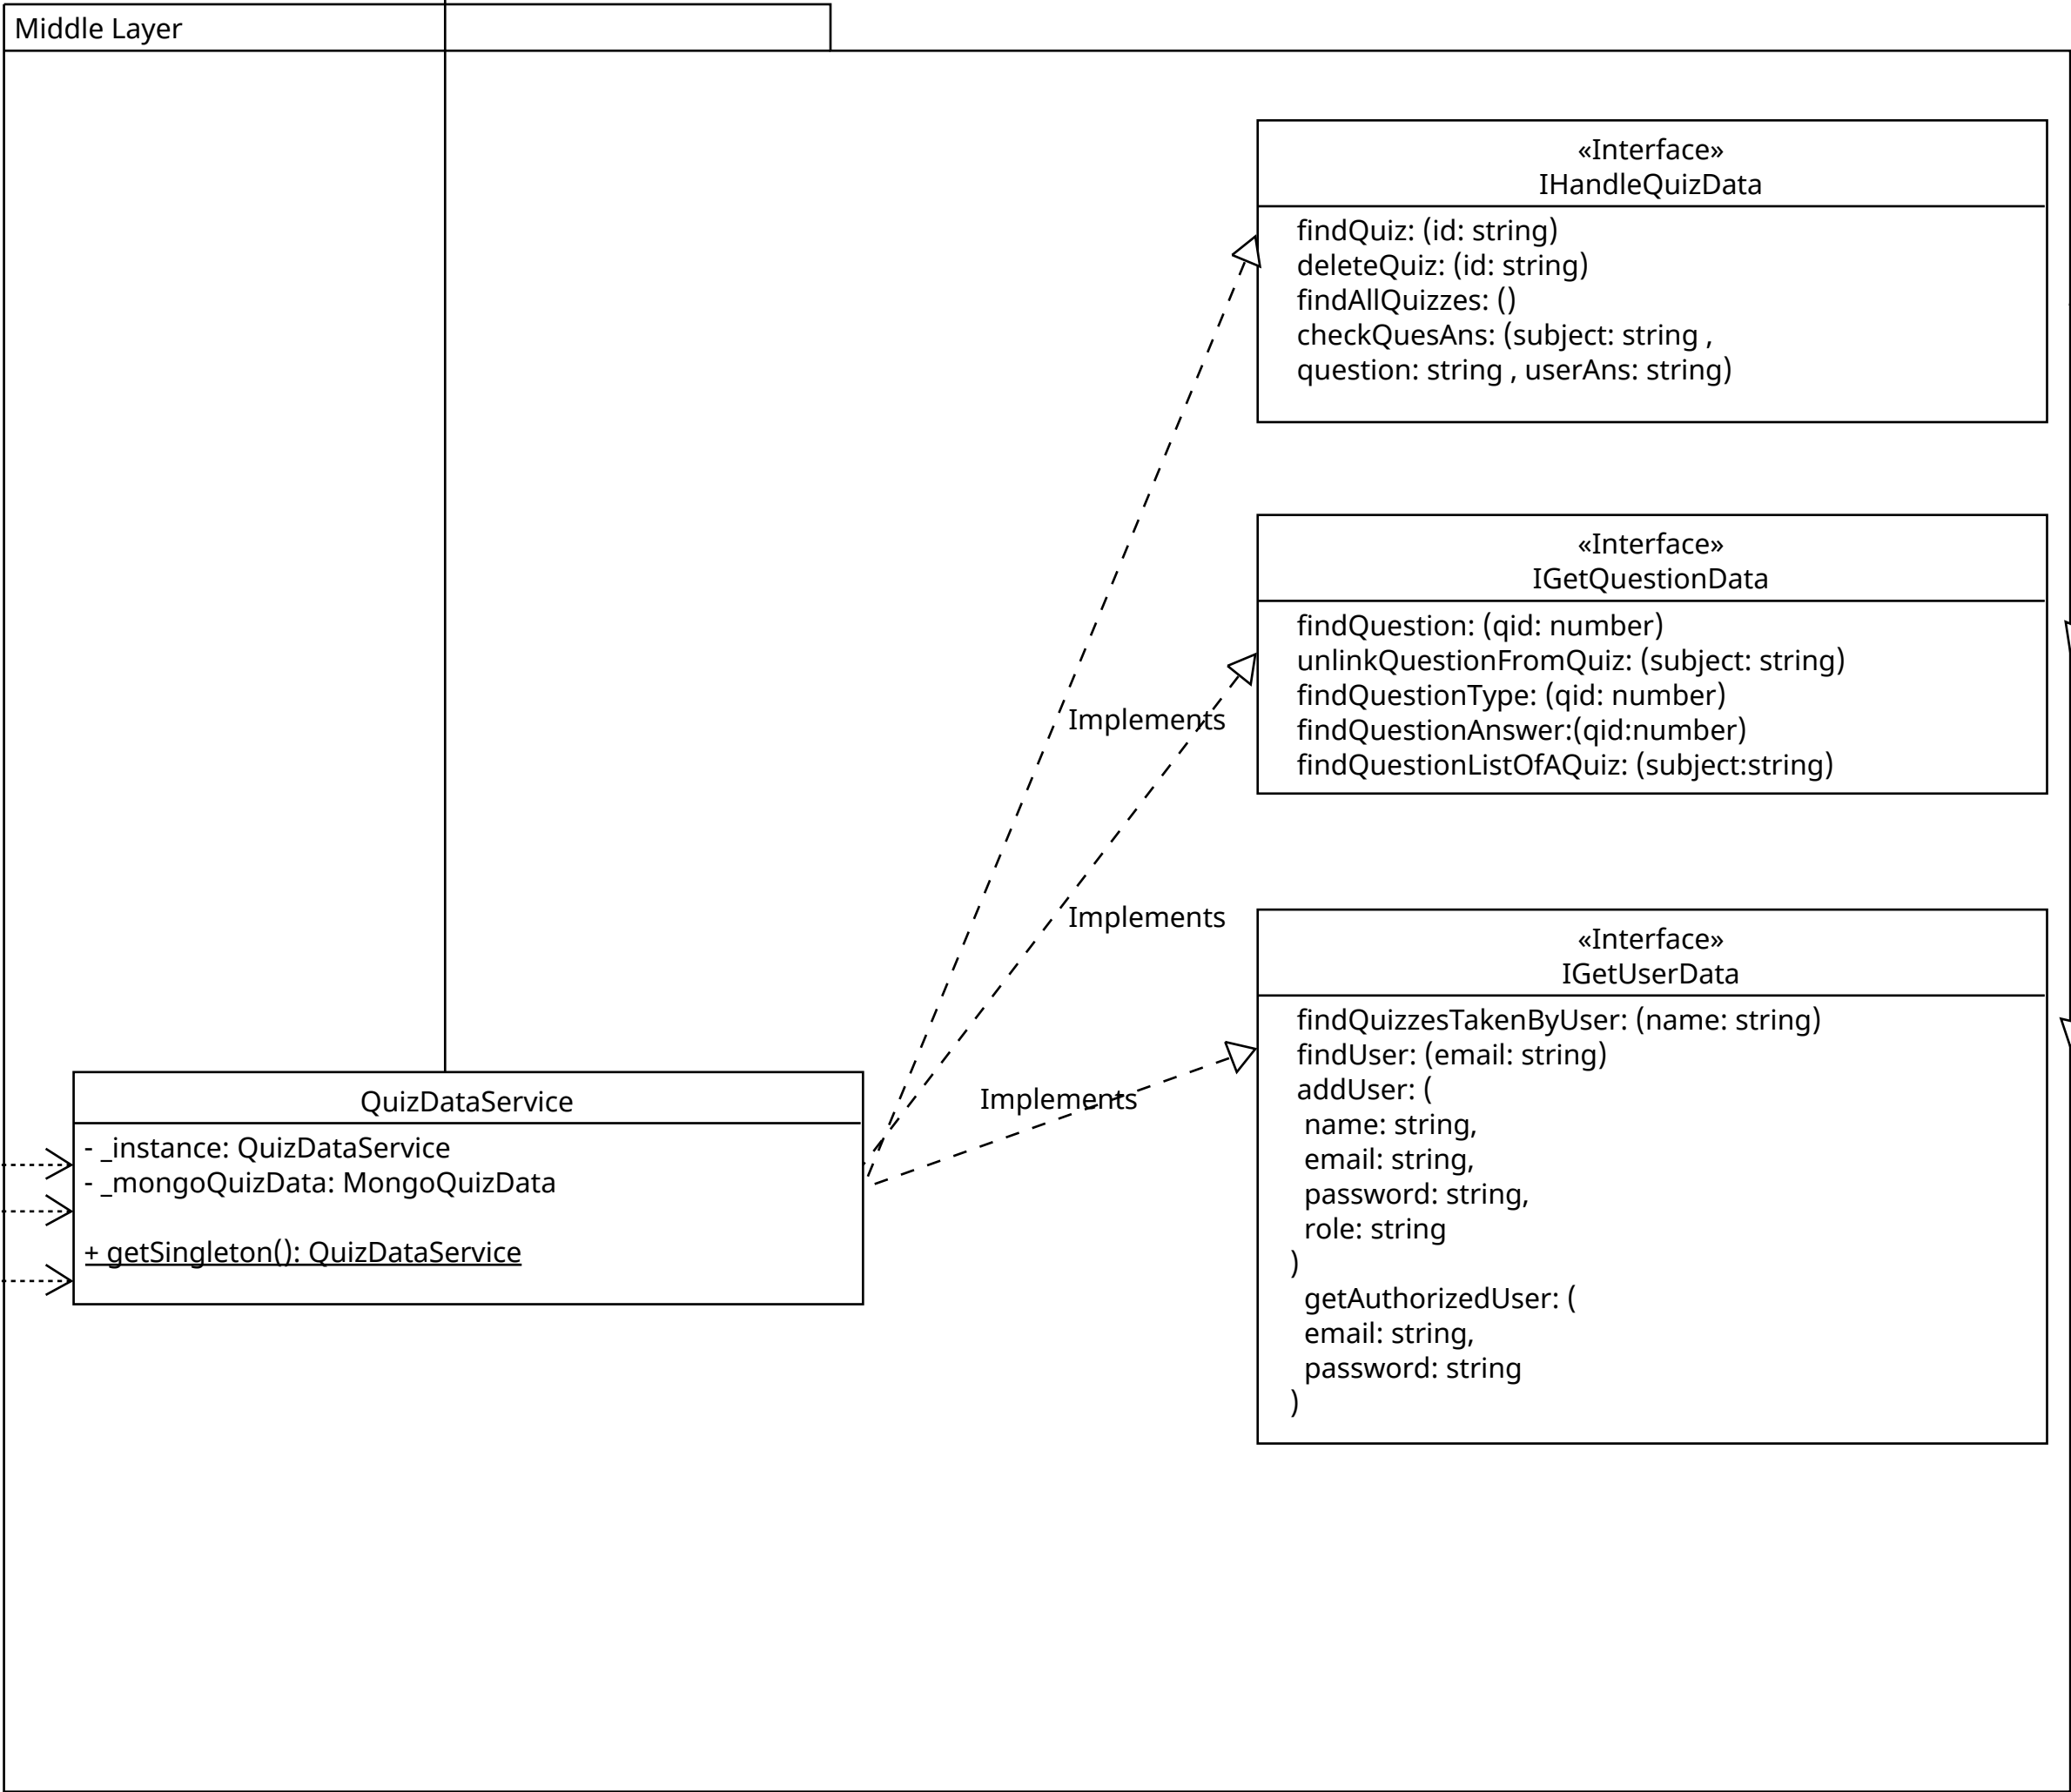 Middle Layer
«Interface»
IHandleQuizData
findQuiz: (id: string)
deleteQuiz: (id: string)
findAllQuizzes: ()
checkQuesAns: (subject: string ,
question: string , userAns: string)
«Interface»
IGetQuestionData
findQuestion: (qid: number)
unlinkQuestionFromQuiz: (subject: string)
findQuestionType: (qid: number)
findQuestionAnswer:(qid:number)
findQuestionListOfAQuiz: (subject:string)
Implements
Implements
Implements
«Interface»
IGetUserData
findQuizzesTakenByUser: (name: string)
findUser: (email: string)
addUser: (
name: string,
email: string,
password: string,
role: string
)
getAuthorizedUser: (
email: string,
password: string
)
QuizDataService
- _instance: QuizDataService
- _mongoQuizData: MongoQuizData
+ getSingleton(): QuizDataService